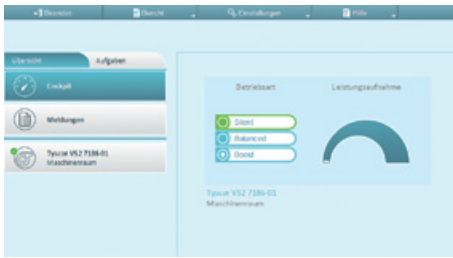 Bericht
Einstellungen
Hilfe
Übersicht
Aufgaben
Cockpit
Meldungen
Tyscor VS2 7186-01
Maschinenraum
Betriebsart
Leistungsaufnahme
Silent
Balanced
Boost
Tyscor VS2 7186-01
Maschinenraum